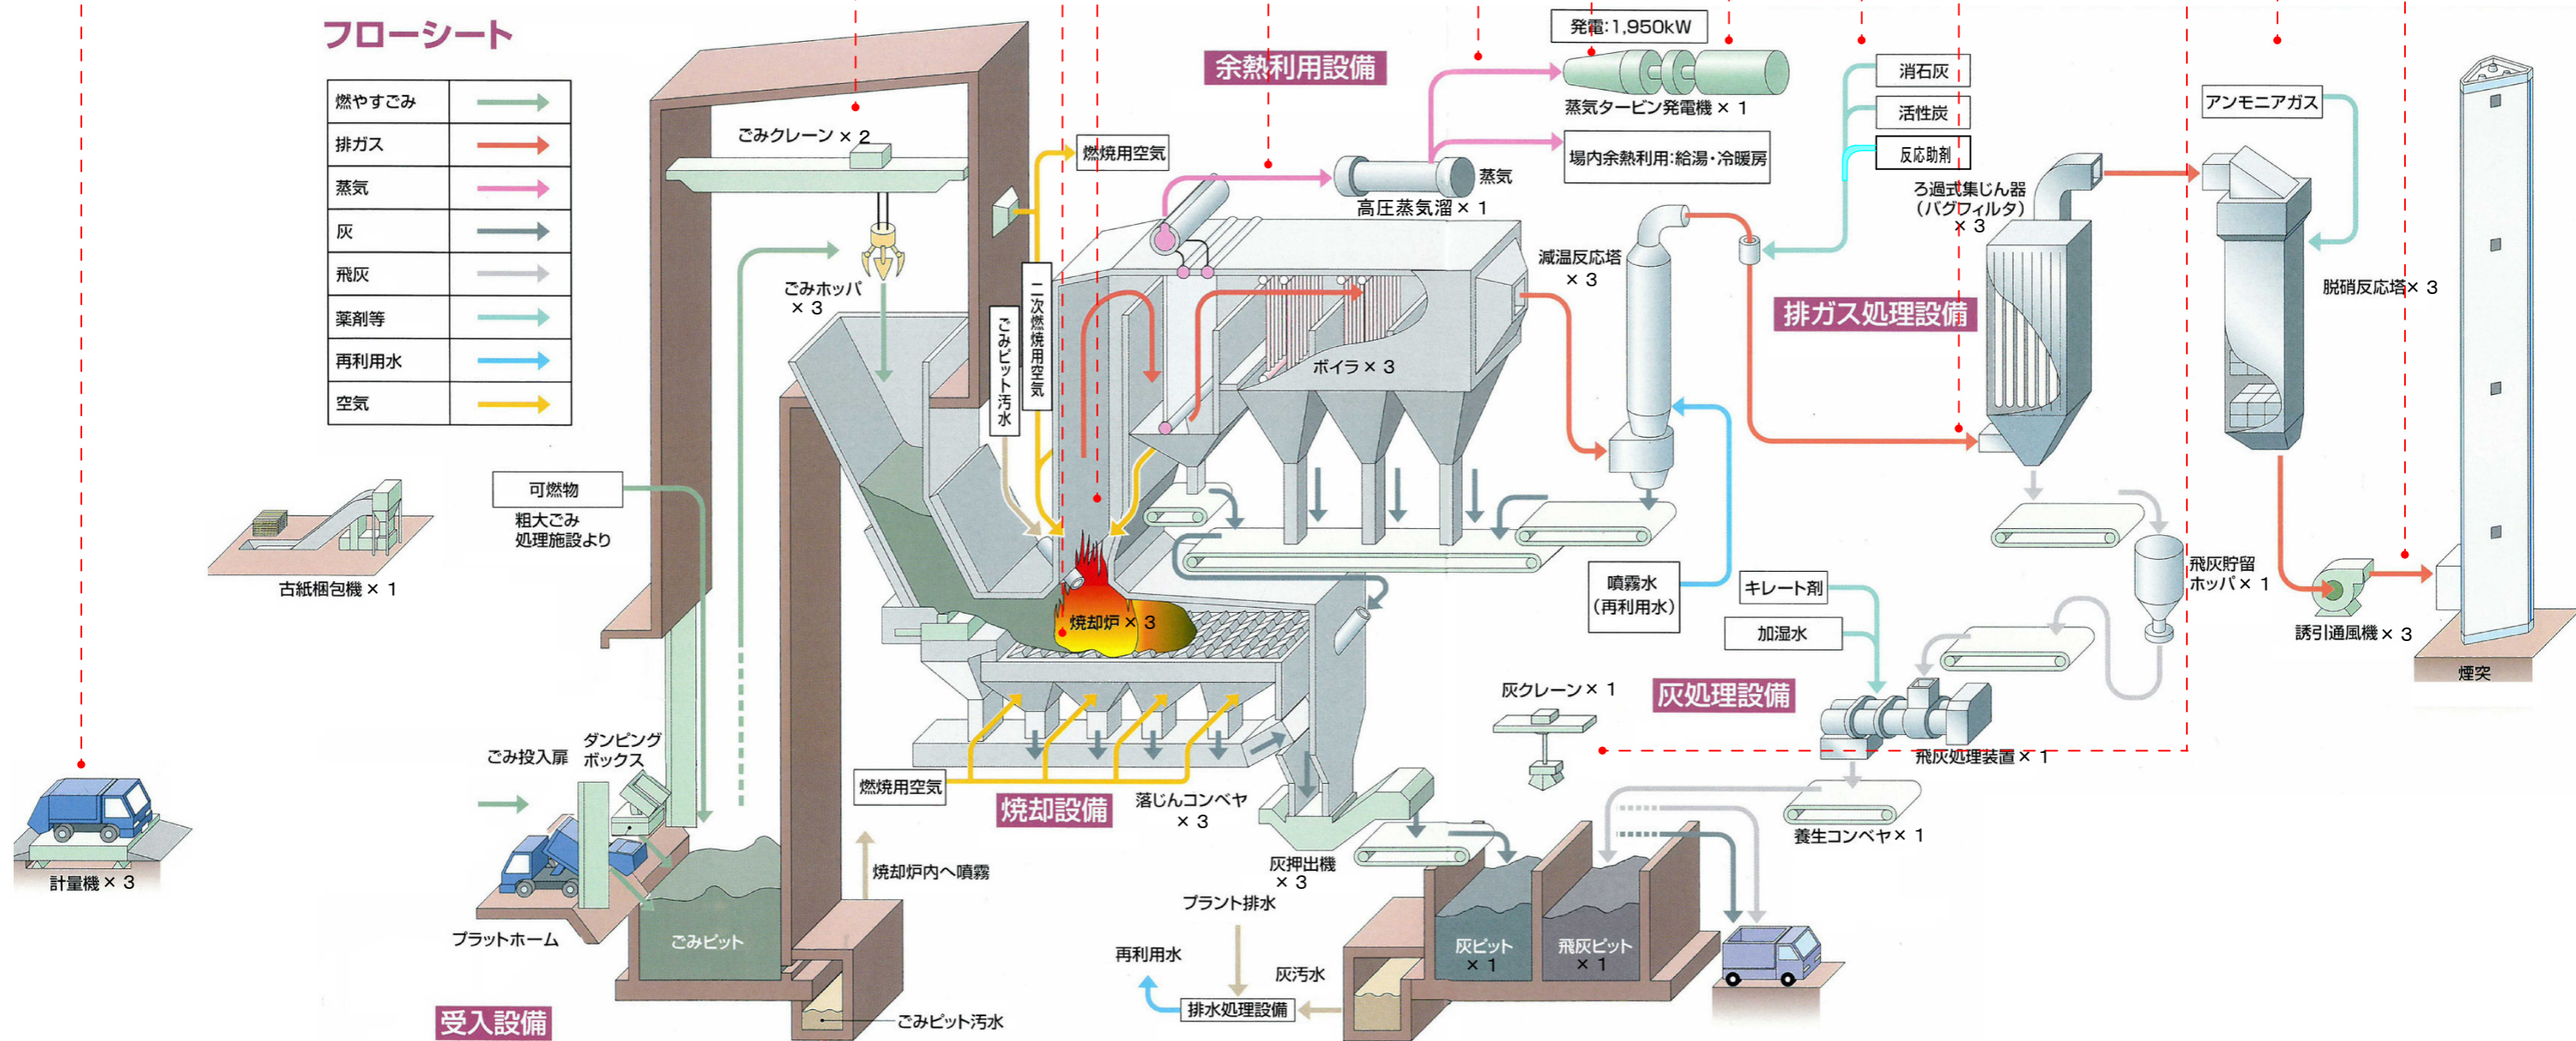 フローシート
燃やすごみ
排ガス
蒸気
灰
飛灰
薬剤等
再利用水
空気
ごみクレーン × 2
燃焼用空気
余熱利用設備
発電：1,950kW
蒸気タービン発電機 × 1
場内余熱利用：給湯・冷暖房
蒸気
高圧蒸気溜 × 1
消石灰
活性炭
反応助剤
ろ過式集じん器
（バグフィルタ）
× 3
アンモニアガス
脱硝反応塔 × 3
ごみホッパ
× 3
ごみピット汚水
二次燃焼用空気
ボイラ × 3
減温反応塔
× 3
排ガス処理設備
可燃物
粗大ごみ
処理施設より
古紙梱包機 × 1
焼却炉 × 3
噴霧水
（再利用水）
キレート剤
加湿水
飛灰貯留
ホッパ × 1
誘引通風機 × 3
煙突
灰クレーン × 1
灰処理設備
飛灰処理装置 × 1
養生コンベヤ × 1
ごみ投入扉
ダンピング
ボックス
計量機 × 3
プラットホーム
ごみピット
受入設備
燃焼用空気
焼却設備
落じんコンベヤ
× 3
灰押出機
× 3
焼却炉内へ噴霧
ごみピット汚水
プラント排水
再利用水
灰汚水
排水処理設備
灰ピット
× 1
飛灰ピット
× 1